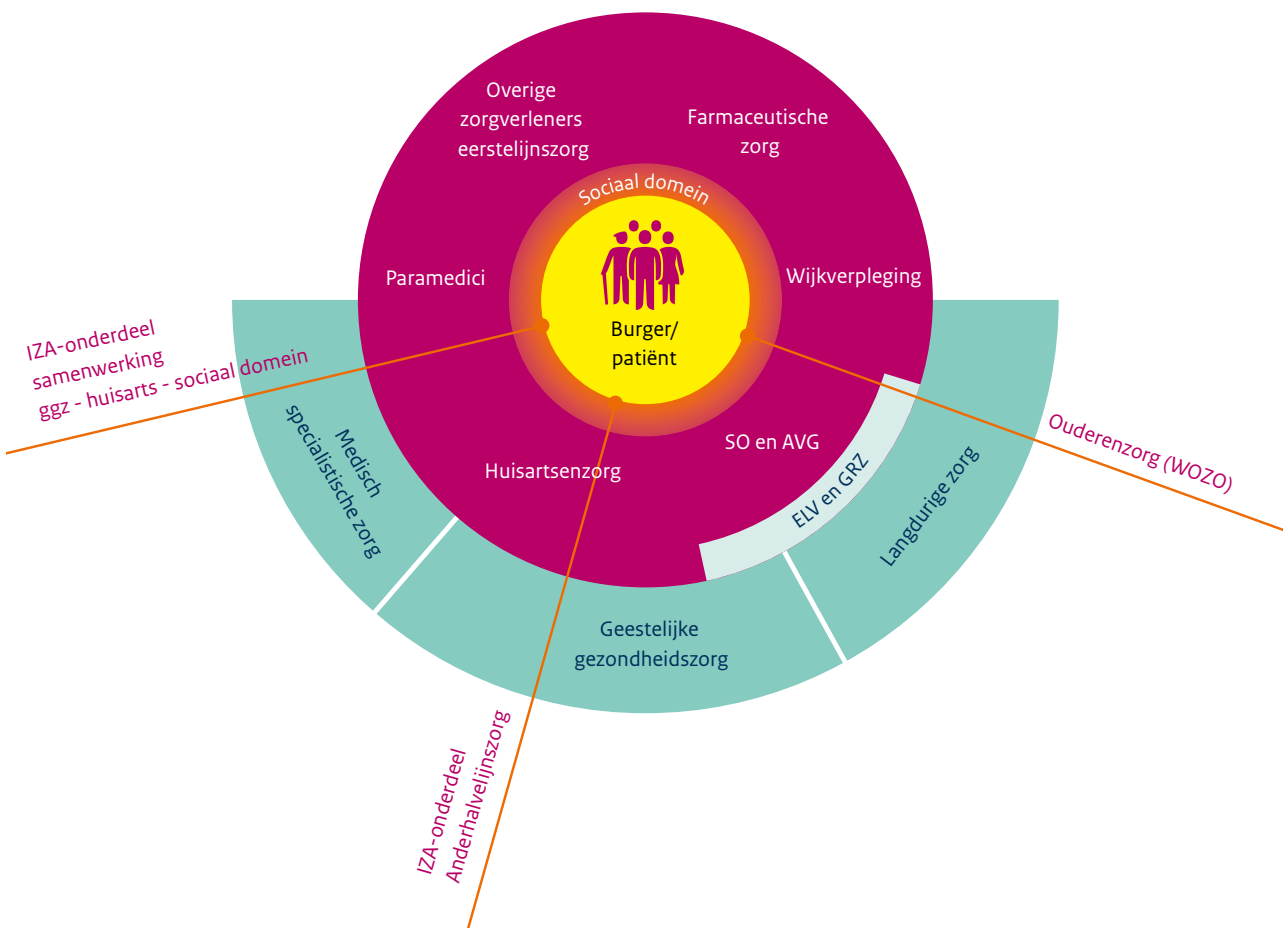 Overige
zorgverleners
eerstelijnszorg
Farmaceutische
zorg
Sociaal domein
Paramedici
Wijkverpleging
Burger/
patiënt
IZA-onderdeel
samenwerking
ggz - huisarts - sociaal domein
Ouderenzorg (WOZO)
SO en AVG
Huisartsenzorg
ELV en GRZ
Medisch
specialistische zorg
Langdurige zorg
Geestelijke
gezondheidszorg
IZA-onderdeel
Anderhalvelijnszorg